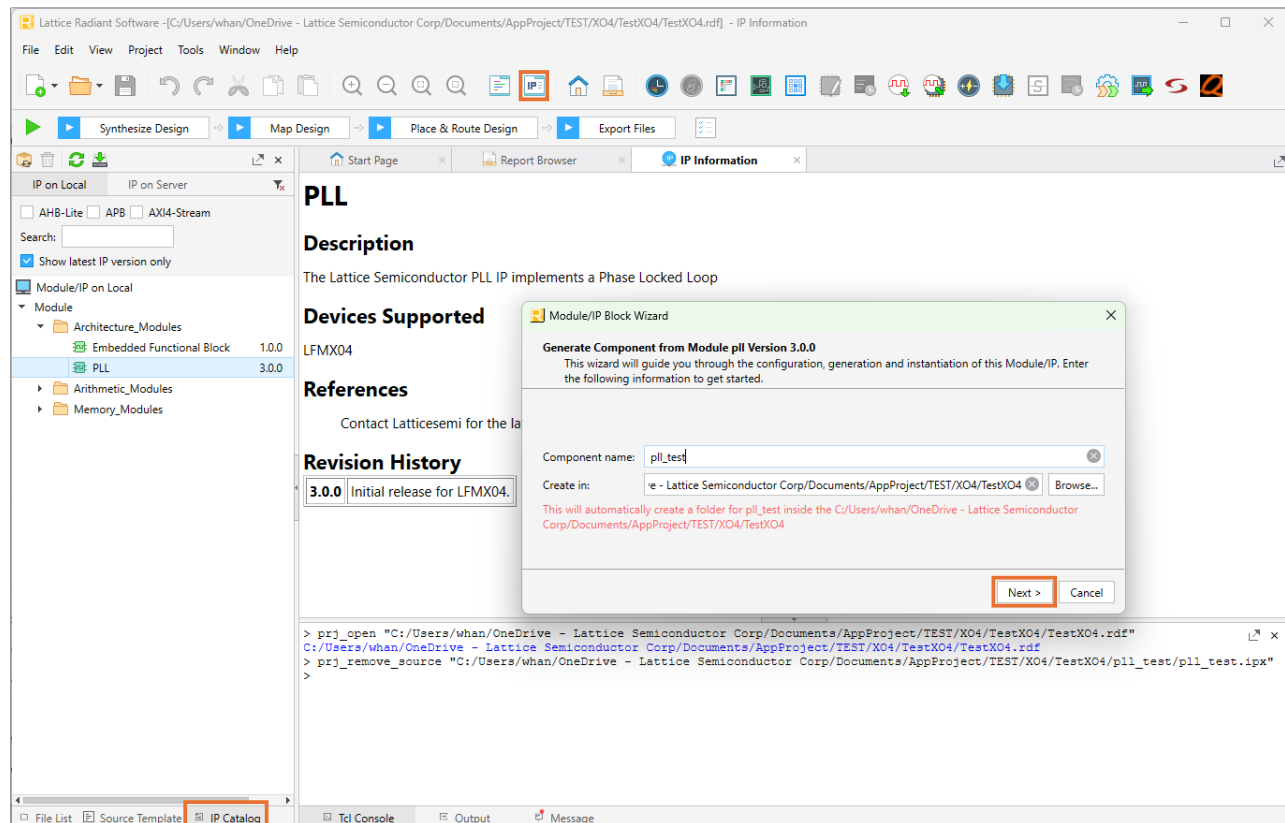 Lattice Radiant Software -[C:/Users/whan/OneDrive - Lattice Semiconductor Corp/Documents/AppProject/TEST/XO4/TestXO4/TestXO4.rdf] - IP Information
File Edit View Project Tools Window Help
IP
Synthesize Design Map Design Place & Route Design Export Files
Start Page Report Browser IP Information
IP on Local IP on Server
AHB-Lite APB AXI4-Stream
Search:
Show latest IP version only
Module/IP on Local
Module
Architecture_Modules
Embedded Functional Block 1.0.0
PLL 3.0.0
Arithmetic_Modules
Memory_Modules
PLL
Description
The Lattice Semiconductor PLL IP implements a Phase Locked Loop
Devices Supported
LFMX04
References
Contact Latticesemi for the la
Revision History
3.0.0 Initial release for LFMX04.
Module/IP Block Wizard
Generate Component from Module pll Version 3.0.0
This wizard will guide you through the configuration, generation and instantiation of this Module/IP. Enter
the following information to get started.
Component name: pll_test
Create in: e - Lattice Semiconductor Corp/Documents/AppProject/TEST/XO4/TestXO4 Browse...
This will automatically create a folder for pll_test inside the C:/Users/whan/OneDrive - Lattice Semiconductor
Corp/Documents/AppProject/TEST/XO4/TestXO4
Next > Cancel
> prj_open "C:/Users/whan/OneDrive - Lattice Semiconductor Corp/Documents/AppProject/TEST/XO4/TestXO4/TestXO4.rdf"
C:/Users/whan/OneDrive - Lattice Semiconductor Corp/Documents/AppProject/TEST/XO4/TestXO4/TestXO4.rdf
> prj_remove_source "C:/Users/whan/OneDrive - Lattice Semiconductor Corp/Documents/AppProject/TEST/XO4/TestXO4/pll_test/pll_test.ipx"
>
File List Source Template IP Catalog
Tcl Console Output Message